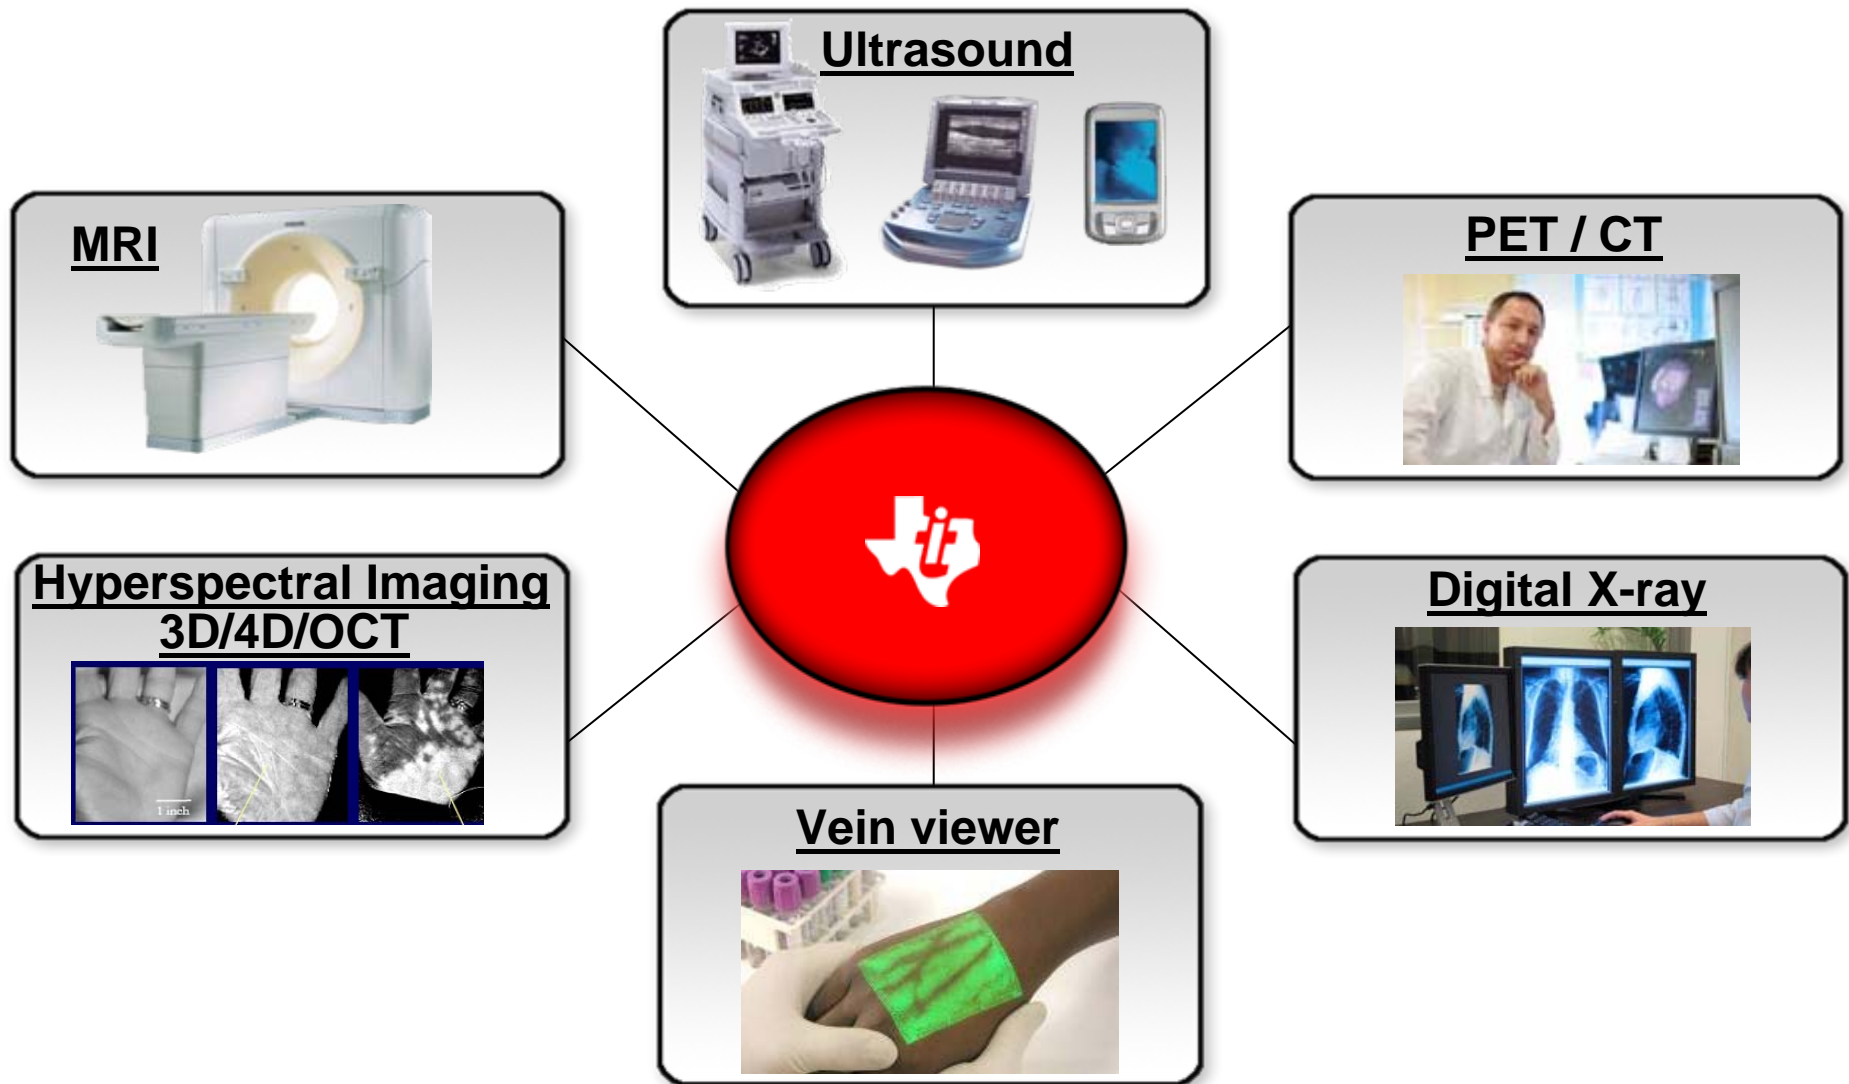 Ultrasound
MRI
PET / CT
Hyperspectral Imaging
3D/4D/OCT
1 inch
Digital X-ray
Vein viewer